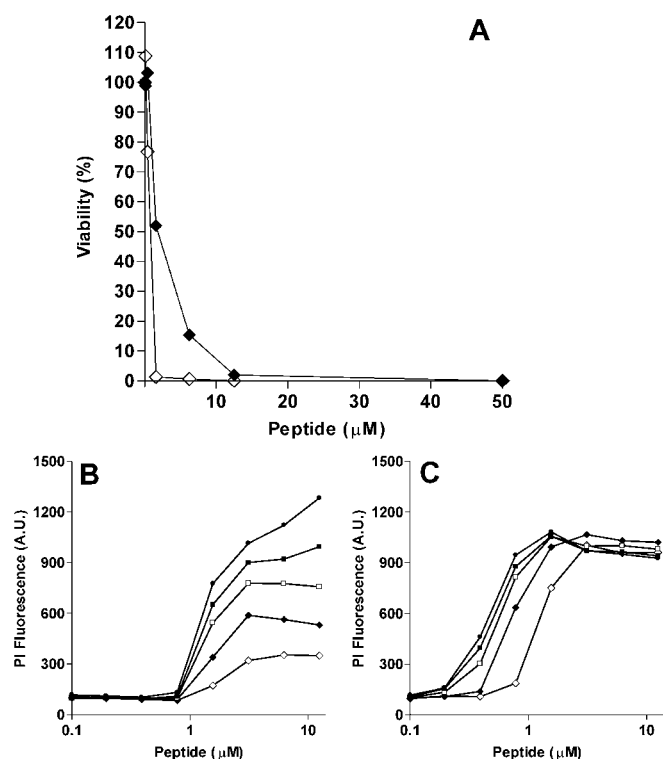 A
120
110
100
90
80
70
60
50
40
30
20
10
0
Viability (%)
0 10 20 30 40 50
Peptide (μM)
B
1500
1200
900
600
300
0
PI Fluorescence (A.U.)
0.1 1 10
Peptide (μM)
C
1500
1200
900
600
300
0
PI Fluorescence (A.U.)
0.1 1 10
Peptide (μM)